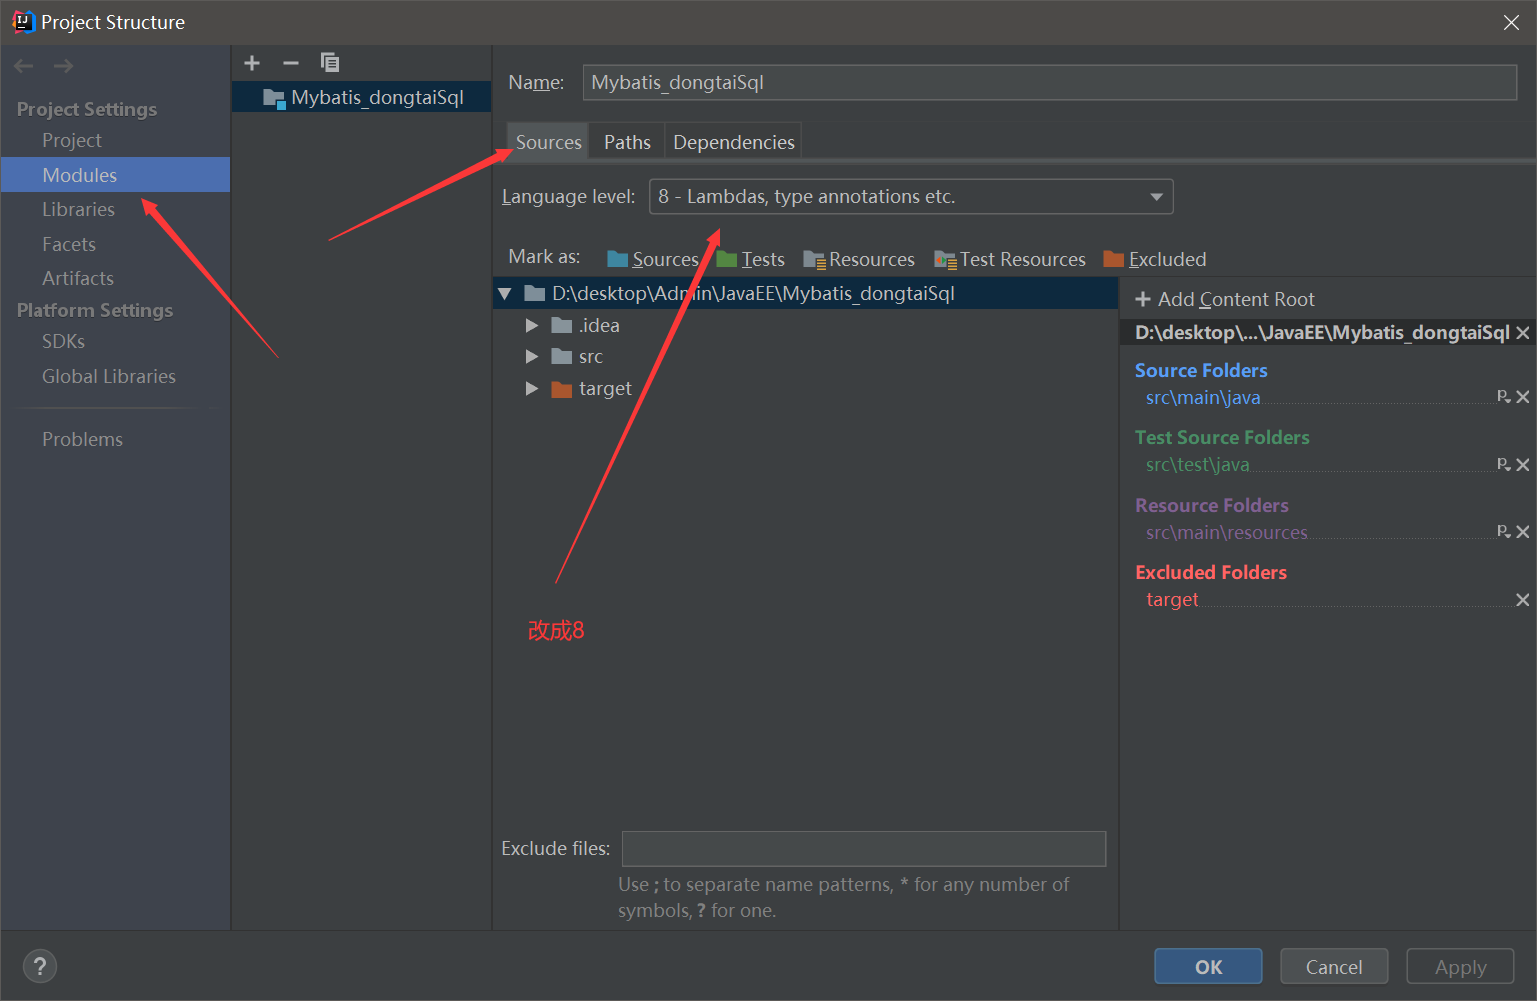 Project Structure
Project Settings
Project
Modules
Libraries
Facets
Artifacts
Platform Settings
SDKs
Global Libraries
Problems
Mybatis_dongtaiSql
Name: Mybatis_dongtaiSql
Sources Paths Dependencies
Language level: 8 - Lambdas, type annotations etc.
Mark as: Sources Tests Resources Test Resources Excluded
D:\desktop\Admin\JavaEE\Mybatis_dongtaiSql
.idea
src
target
改成8
+ Add Content Root
D:\desktop\...\JavaEE\Mybatis_dongtaiSql
Source Folders
src\main\java
Test Source Folders
src\test\java
Resource Folders
src\main\resources
Excluded Folders
target
Exclude files:
Use ; to separate name patterns, * for any number of
symbols, ? for one.
? OK Cancel Apply